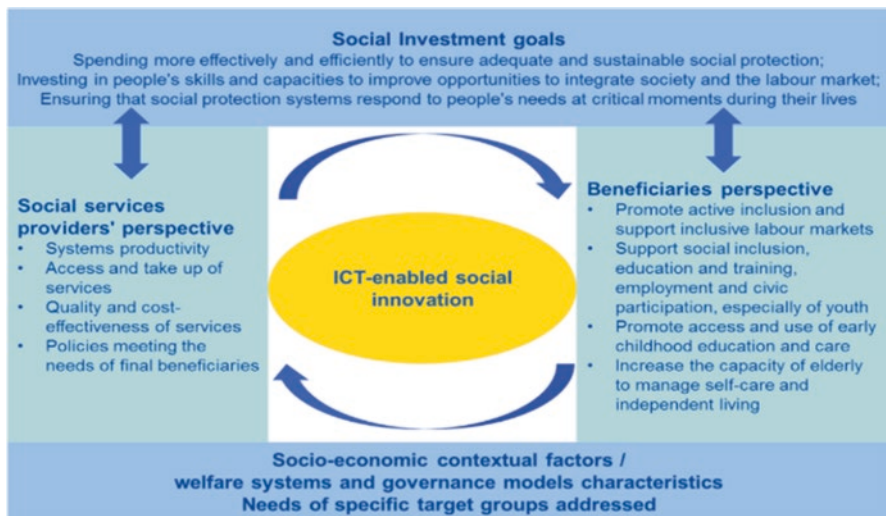 Social Investment goals
Spending more effectively and efficiently to ensure adequate and sustainable social protection;
Investing in people's skills and capacities to improve opportunities to integrate society and the labour market;
Ensuring that social protection systems respond to people's needs at critical moments during their lives
Social services
providers' perspective
• Systems productivity
• Access and take up of
services
• Quality and cost-
effectiveness of services
• Policies meeting the
needs of final beneficiaries
ICT-enabled social
innovation
Beneficiaries perspective
• Promote active inclusion and
support inclusive labour markets
• Support social inclusion,
education and training,
employment and civic
participation, especially of youth
• Promote access and use of early
childhood education and care
• Increase the capacity of elderly
to manage self-care and
independent living
Socio-economic contextual factors /
welfare systems and governance models characteristics
Needs of specific target groups addressed